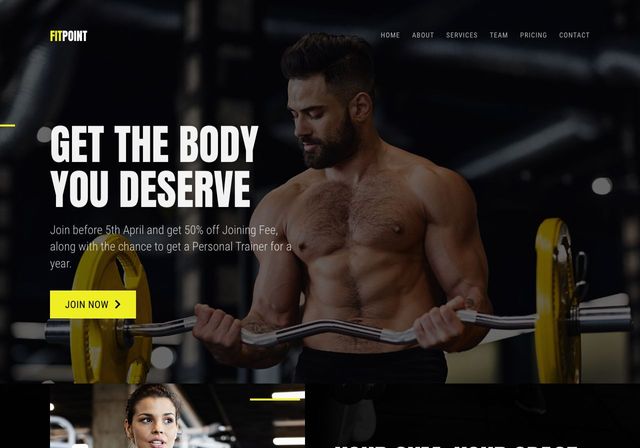 FITPOINT
HOME ABOUT SERVICES TEAM PRICING CONTACT
GET THE BODY
YOU DESERVE
Join before 5th April and get 50% off Joining Fee,
along with the chance to get a Personal Trainer for a
year.
JOIN NOW